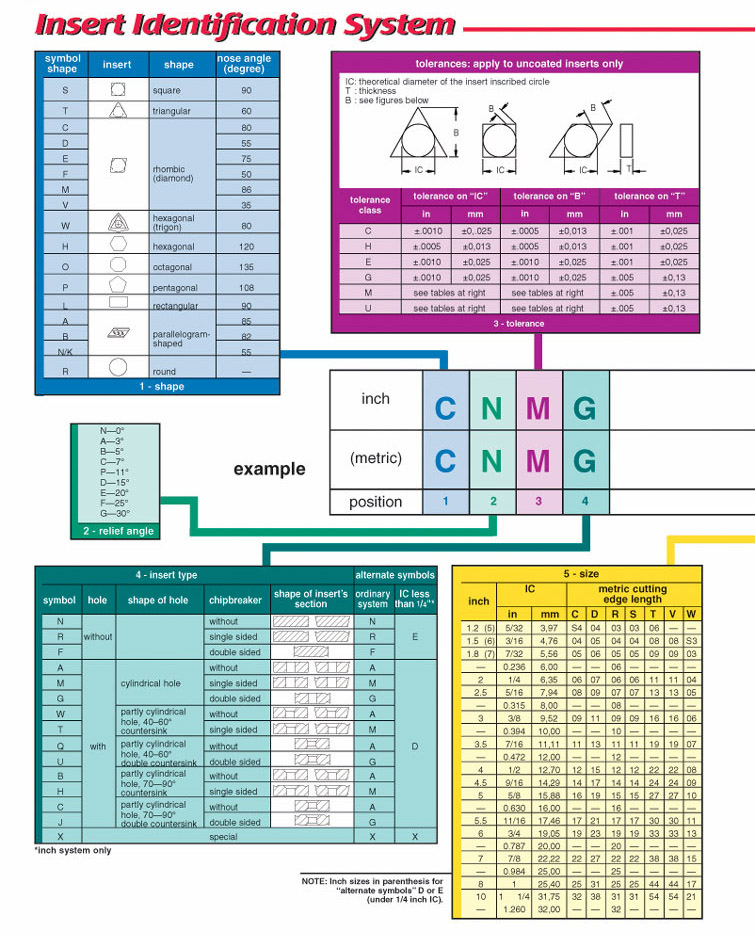 Insert Identification System
symbol shape insert shape nose angle (degree)
S square 90
T triangular 60
C 80
D 55
E 75
F rhombic (diamond) 50
M 86
V 35
W hexagonal (trigon) 80
H hexagonal 120
O octagonal 135
P pentagonal 108
L rectangular 90
A 85
B parallelogram-shaped 82
N/K 55
R round —
1 - shape
tolerances: apply to uncoated inserts only
IC: theoretical diameter of the insert inscribed circle
T : thickness
B : see figures below
B B B
IC IC IC T
tolerance class tolerance on "IC" tolerance on "B" tolerance on "T"
in mm in mm in mm
C ±.0010 ±0,.025 ±.0005 ±0,013 ±.001 ±0,025
H ±.0005 ±0,013 ±.0005 ±0,013 ±.001 ±0,025
E ±.0010 ±0,025 ±.0010 ±0,025 ±.001 ±0,025
G ±.0010 ±0,025 ±.0010 ±0,025 ±.005 ±0,13
M see tables at right see tables at right ±.005 ±0,13
U see tables at right see tables at right ±.005 ±0,13
3 - tolerance
inch C N M G
(metric) C N M G
position 1 2 3 4
example
N—0°
A—3°
B—5°
C—7°
P—11°
D—15°
E—20°
F—25°
G—30°
2 - relief angle
4 - insert type alternate symbols
symbol hole shape of hole chipbreaker shape of insert's section ordinary system IC less than 1/4"*
N without N
R without single sided R E
F double sided F
A without A
M cylindrical hole single sided M
G double sided G
W partly cylindrical hole, 40–60° countersink without A
T single sided M
Q with partly cylindrical hole, 40–60° double countersink without A D
U double sided G
B partly cylindrical hole, 70—90° countersink without A
H single sided M
C partly cylindrical hole, 70—90° double countersink without A
J double sided G
X special X X
*inch system only
5 - size
inch IC metric cutting edge length
in mm C D R S T V W
1.2 (5) 5/32 3,97 S4 04 03 03 06 — —
1.5 (6) 3/16 4,76 04 05 04 04 08 08 S3
1.8 (7) 7/32 5,56 05 06 05 05 09 09 03
— 0.236 6,00 — — 06 — — — —
2 1/4 6,35 06 07 06 06 11 11 04
2.5 5/16 7,94 08 09 07 07 13 13 05
— 0.315 8,00 — — 08 — — — —
3 3/8 9,52 09 11 09 09 16 16 06
— 0.394 10,00 — — 10 — — — —
3.5 7/16 11,11 11 13 11 11 19 19 07
— 0.472 12,00 — — 12 — — — —
4 1/2 12,70 12 15 12 12 22 22 08
4.5 9/16 14,29 14 17 14 14 24 24 09
5 5/8 15,88 16 19 15 15 27 27 10
— 0.630 16,00 — — 16 — — — —
5.5 11/16 17,46 17 21 17 17 30 30 11
6 3/4 19,05 19 23 19 19 33 33 13
— 0.787 20,00 — — 20 — — — —
7 7/8 22,22 22 27 22 22 38 38 15
— 0.984 25,00 — — 25 — — — —
8 1 25,40 25 31 25 25 44 44 17
10 1 1/4 31,75 32 38 31 31 54 54 21
— 1.260 32,00 — — 32 — — — —
NOTE: Inch sizes in parenthesis for
"alternate symbols" D or E
(under 1/4 inch IC).